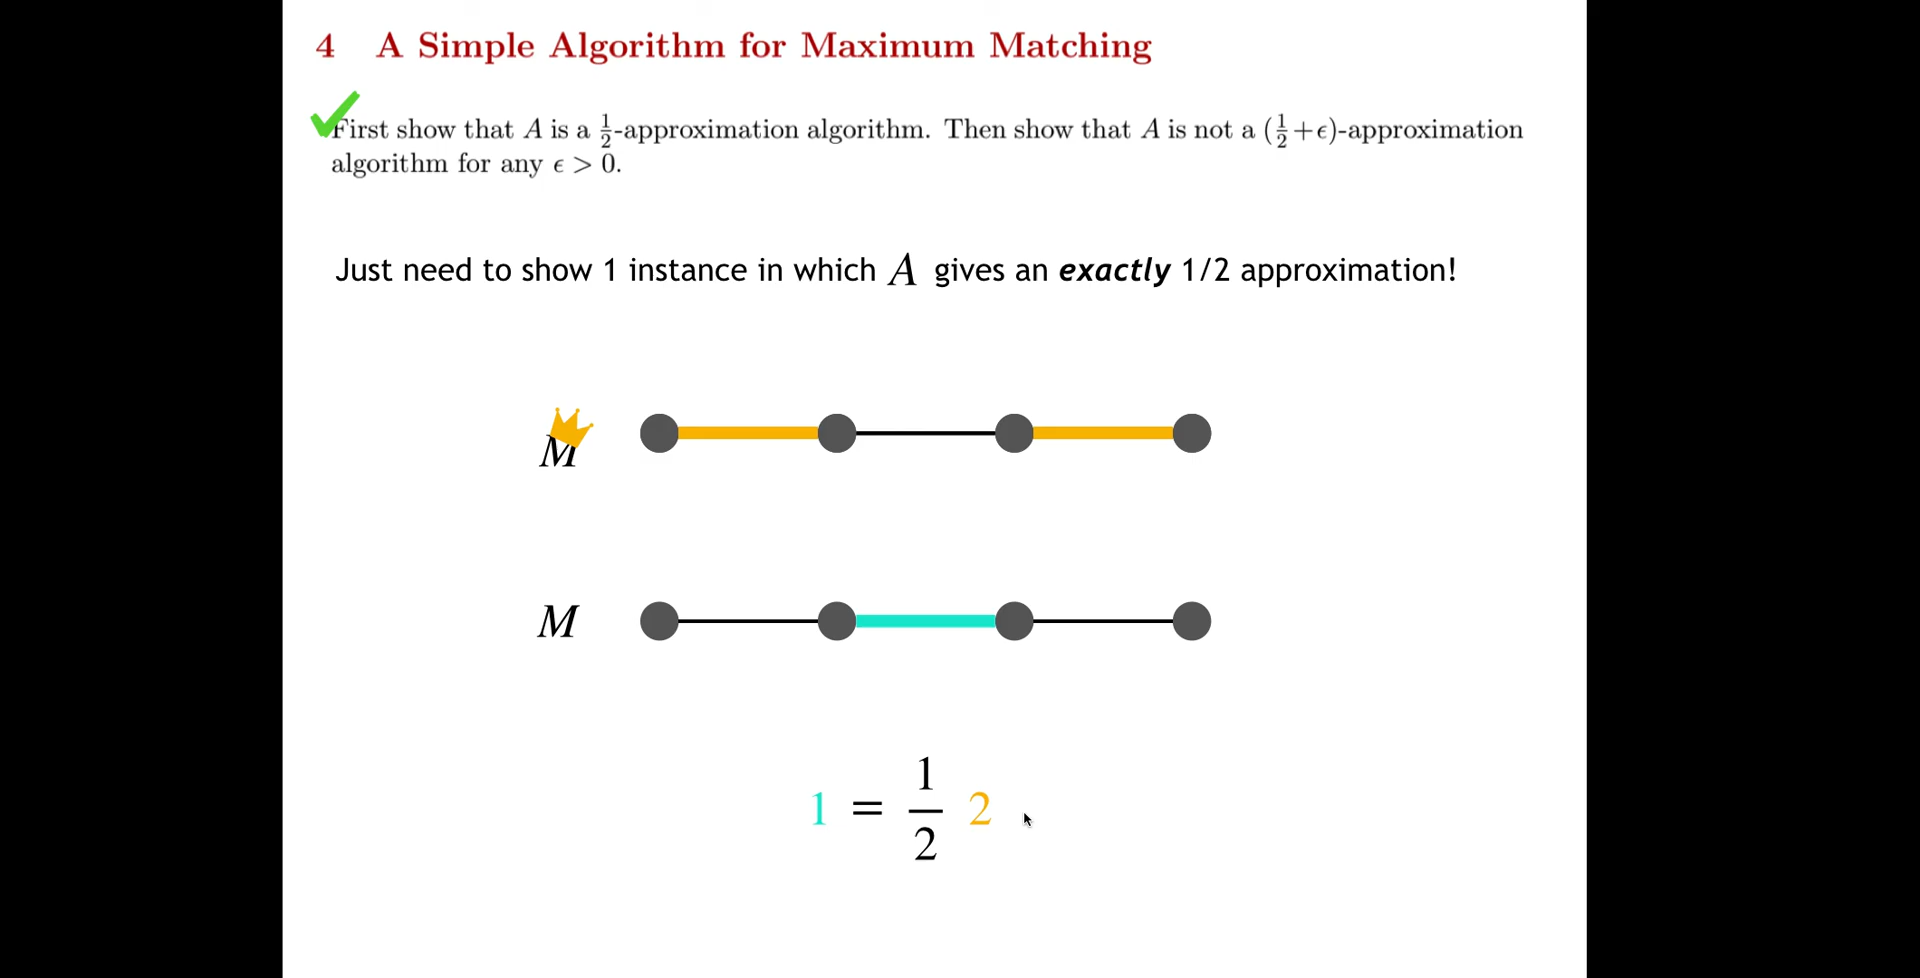 4 A Simple Algorithm for Maximum Matching
First show that A is a 1/2-approximation algorithm. Then show that A is not a (1/2+ϵ)-approximation
algorithm for any ϵ > 0.
Just need to show 1 instance in which A gives an exactly 1/2 approximation!
M
M
1 = 1/2 2